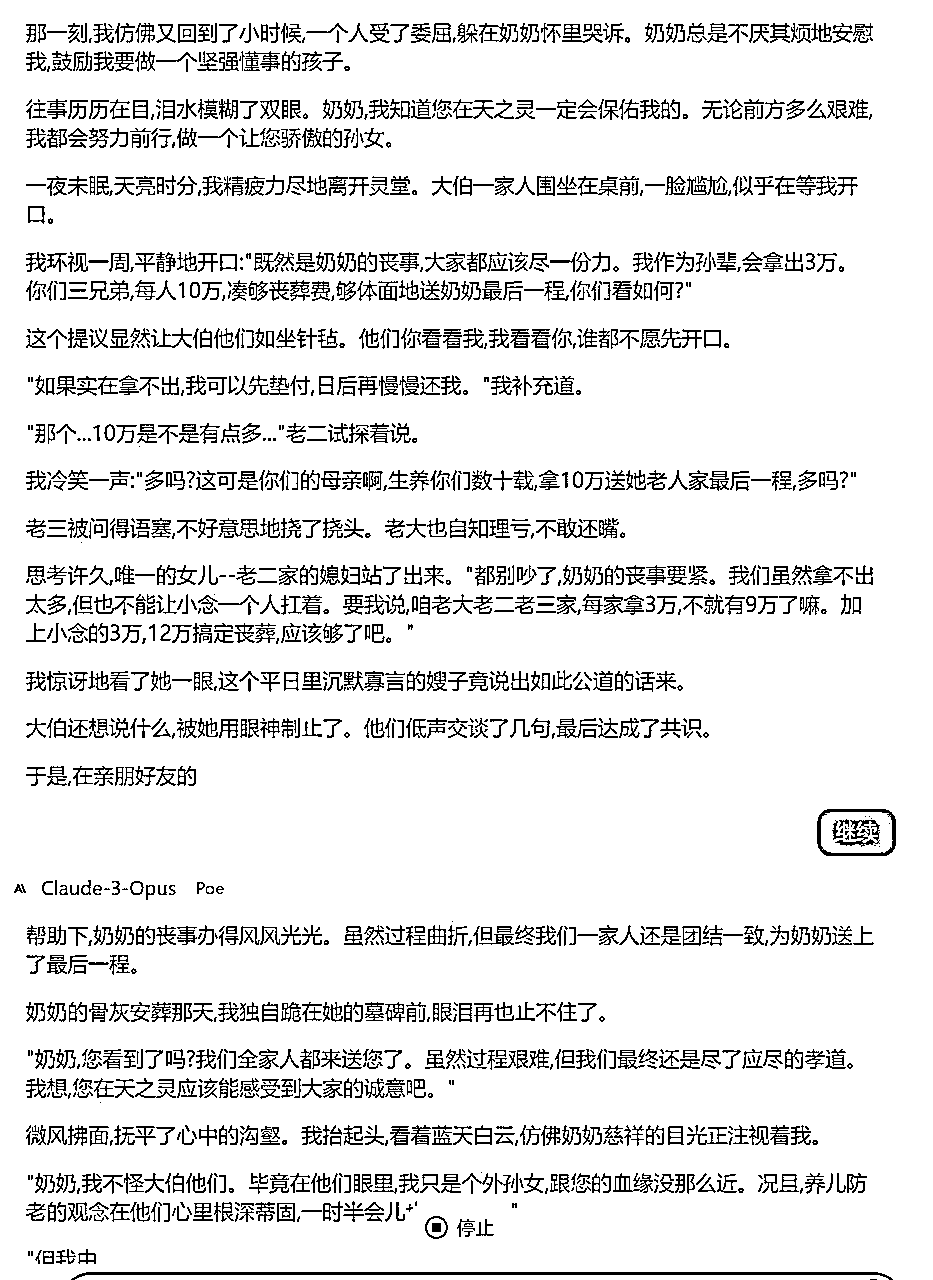 那一刻,我仿佛又回到了小时候,一个人受了委屈,躲在奶奶怀里哭诉。奶奶总是不厌其烦地安慰
我,鼓励我要做一个坚强懂事的孩子。
往事历历在目,泪水模糊了双眼。奶奶,我知道您在天之灵一定会保佑我的。无论前方多么艰难,
我都会努力前行,做一个让您骄傲的孙女。
一夜未眠,天亮时分,我精疲力尽地离开灵堂。大伯一家人围坐在桌前,一脸尴尬,似乎在等我开
口。
我环视一周,平静地开口:"既然是奶奶的丧事,大家都应该尽一份力。我作为孙辈,会拿出3万。
你们三兄弟,每人10万,凑够丧葬费,够体面地送奶奶最后一程,你们看如何?"
这个提议显然让大伯他们如坐针毡。他们你看看我,我看看你,谁都不愿先开口。
"如果实在拿不出,我可以先垫付,日后再慢慢还我。"我补充道。
"那个...10万是不是有点多..."老二试探着说。
我冷笑一声:"多吗?这可是你们的母亲啊,生养你们数十载,拿10万送她老人家最后一程,多吗?"
老三被问得语塞,不好意思地挠了挠头。老大也自知理亏,不敢还嘴。
思考许久,唯一的女儿--老二家的媳妇站了出来。"都别吵了,奶奶的丧事要紧。我们虽然拿不出
太多,但也不能让小念一个人扛着。要我说,咱老大老二老三家,每家拿3万,不就有9万了嘛。加
上小念的3万,12万搞定丧葬,应该够了吧。"
我惊讶地看了她一眼,这个平日里沉默寡言的嫂子竟说出如此公道的话来。
大伯还想说什么,被她用眼神制止了。他们低声交谈了几句,最后达成了共识。
于是,在亲朋好友的
继续
Claude-3-Opus Poe
帮助下,奶奶的丧事办得风风光光。虽然过程曲折,但最终我们一家人还是团结一致,为奶奶送上
了最后一程。
奶奶的骨灰安葬那天,我独自跪在她的墓碑前,眼泪再也止不住了。
"奶奶,您看到了吗?我们全家人都来送您了。虽然过程艰难,但我们最终还是尽了应尽的孝道。
我想,您在天之灵应该能感受到大家的诚意吧。"
微风拂面,抚平了心中的沟壑。我抬起头,看着蓝天白云,仿佛奶奶慈祥的目光正注视着我。
"奶奶,我不怪大伯他们。毕竟在他们眼里,我只是个外孙女,跟您的血缘没那么近。况且,养儿防
老的观念在他们心里根深蒂固,一时半会儿 "
停止
"但我